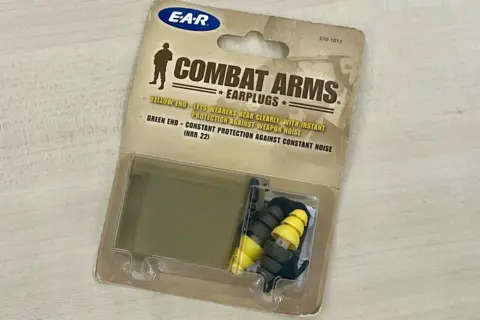 E·A·R
370-1011
COMBAT ARMS®
★ EARPLUGS ★
YELLOW END - LETS WEARERS HEAR CLEARLY, WITH INSTANT
PROTECTION AGAINST WEAPON NOISE
• GREEN END - CONSTANT PROTECTION AGAINST CONSTANT NOISE
(NRR 22)